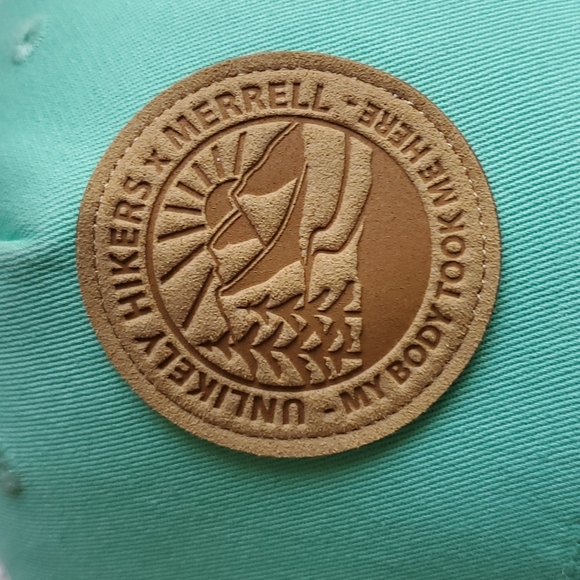 UNLIKELY HIKERS x MERRELL
- MY BODY TOOK ME HERE -